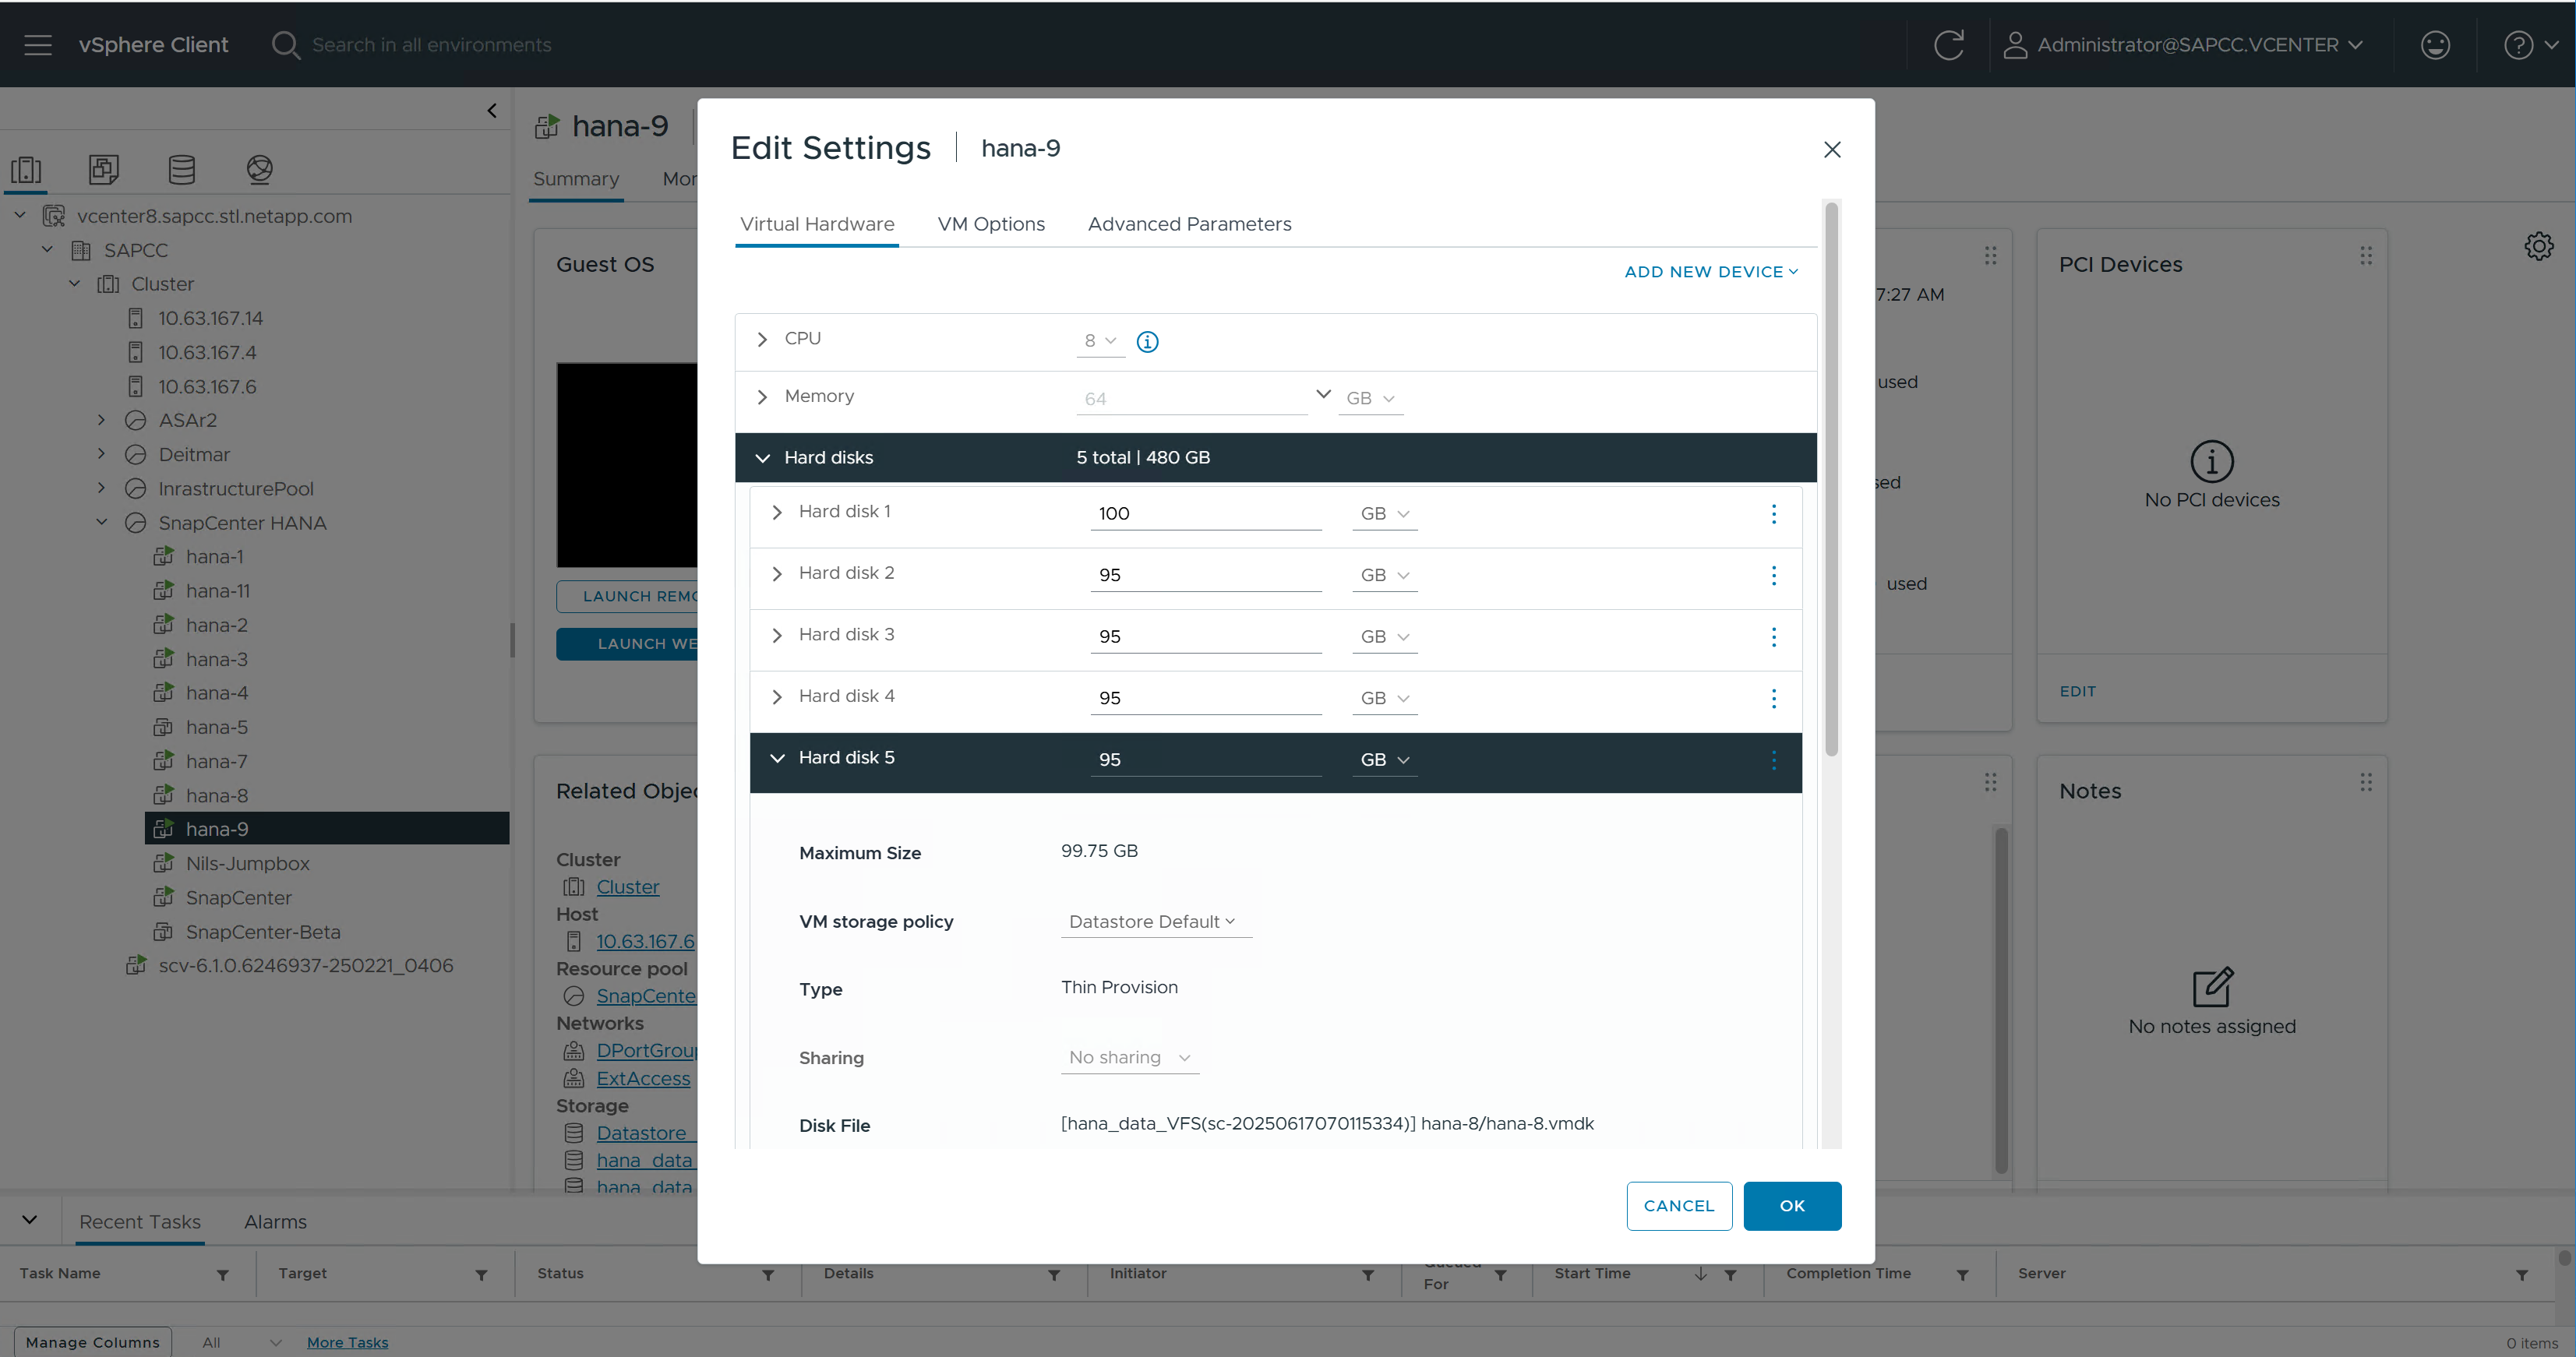 vSphere Client
Search in all environments
Administrator@SAPCC.VCENTER
vcenter8.sapcc.stl.netapp.com
SAPCC
Cluster
10.63.167.14
10.63.167.4
10.63.167.6
ASAr2
Deitmar
InrastructurePool
SnapCenter HANA
hana-1
hana-11
hana-2
hana-3
hana-4
hana-5
hana-7
hana-8
hana-9
Nils-Jumpbox
SnapCenter
SnapCenter-Beta
scv-6.1.0.6246937-250221_0406
hana-9
Summary
Guest OS
Related
Cluster
Cluster
Host
10.63.167.6
Resource pool
Networks
ExtAccess
Storage
Datastore
hana_data
hana_data
LAUNCH
LAUNCH
Edit Settings
hana-9
Virtual Hardware
VM Options
Advanced Parameters
ADD NEW DEVICE
CPU
8
Memory
64
GB
Hard disks
5 total | 480 GB
Hard disk 1
100
GB
Hard disk 2
95
GB
Hard disk 3
95
GB
Hard disk 4
95
GB
Hard disk 5
95
GB
Maximum Size
99.75 GB
VM storage policy
Datastore Default
Type
Thin Provision
Sharing
No sharing
Disk File
[hana_data_VFS(sc-20250617070115334)] hana-8/hana-8.vmdk
CANCEL
OK
7:27 AM
used
used
PCI Devices
No PCI devices
EDIT
Notes
No notes assigned
Recent Tasks
Alarms
Task Name
Target
Status
Details
Initiator
Queued For
Start Time
Completion Time
Server
Manage Columns
All
More Tasks
0 items